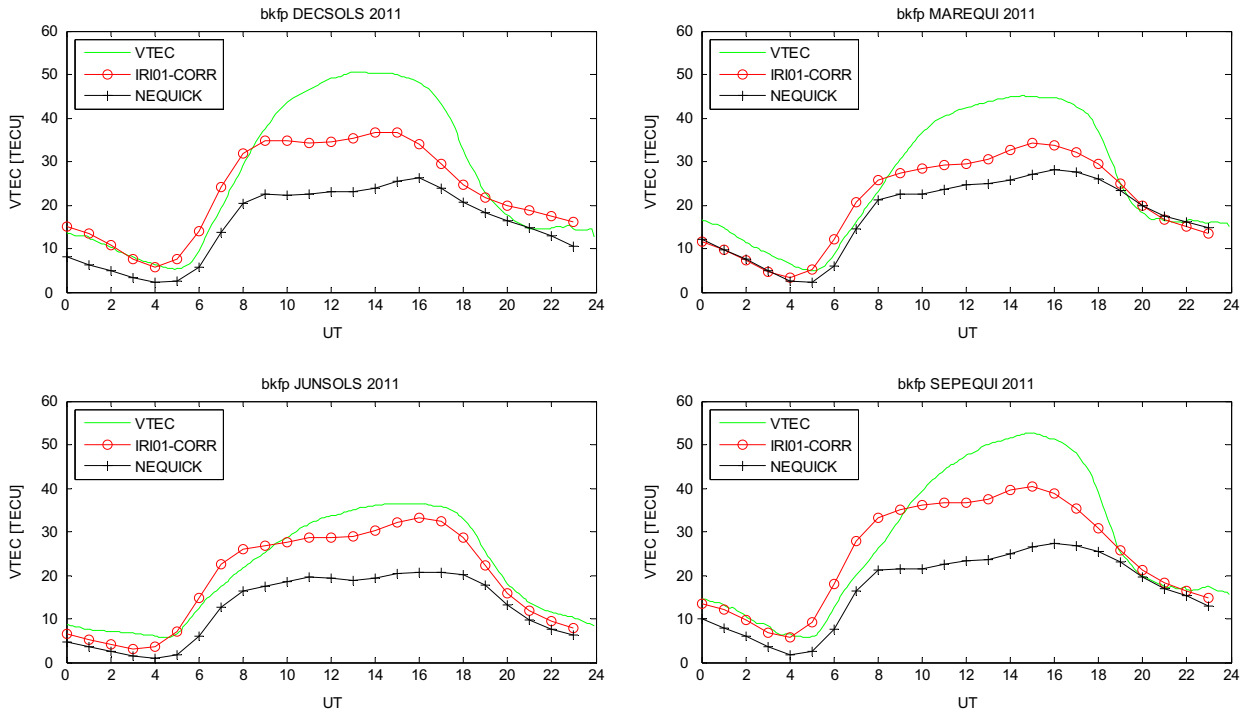 bkfp DECSOLS 2011
60
50
40
30
20
10
0
VTEC [TECU]
VTEC
IRI01-CORR
NEQUICK
0 2 4 6 8 10 12 14 16 18 20 22 24
UT
bkfp MAREQUI 2011
60
50
40
30
20
10
0
VTEC [TECU]
VTEC
IRI01-CORR
NEQUICK
0 2 4 6 8 10 12 14 16 18 20 22 24
UT
bkfp JUNSOLS 2011
60
50
40
30
20
10
0
VTEC [TECU]
VTEC
IRI01-CORR
NEQUICK
0 2 4 6 8 10 12 14 16 18 20 22 24
UT
bkfp SEPEQUI 2011
60
50
40
30
20
10
0
VTEC [TECU]
VTEC
IRI01-CORR
NEQUICK
0 2 4 6 8 10 12 14 16 18 20 22 24
UT